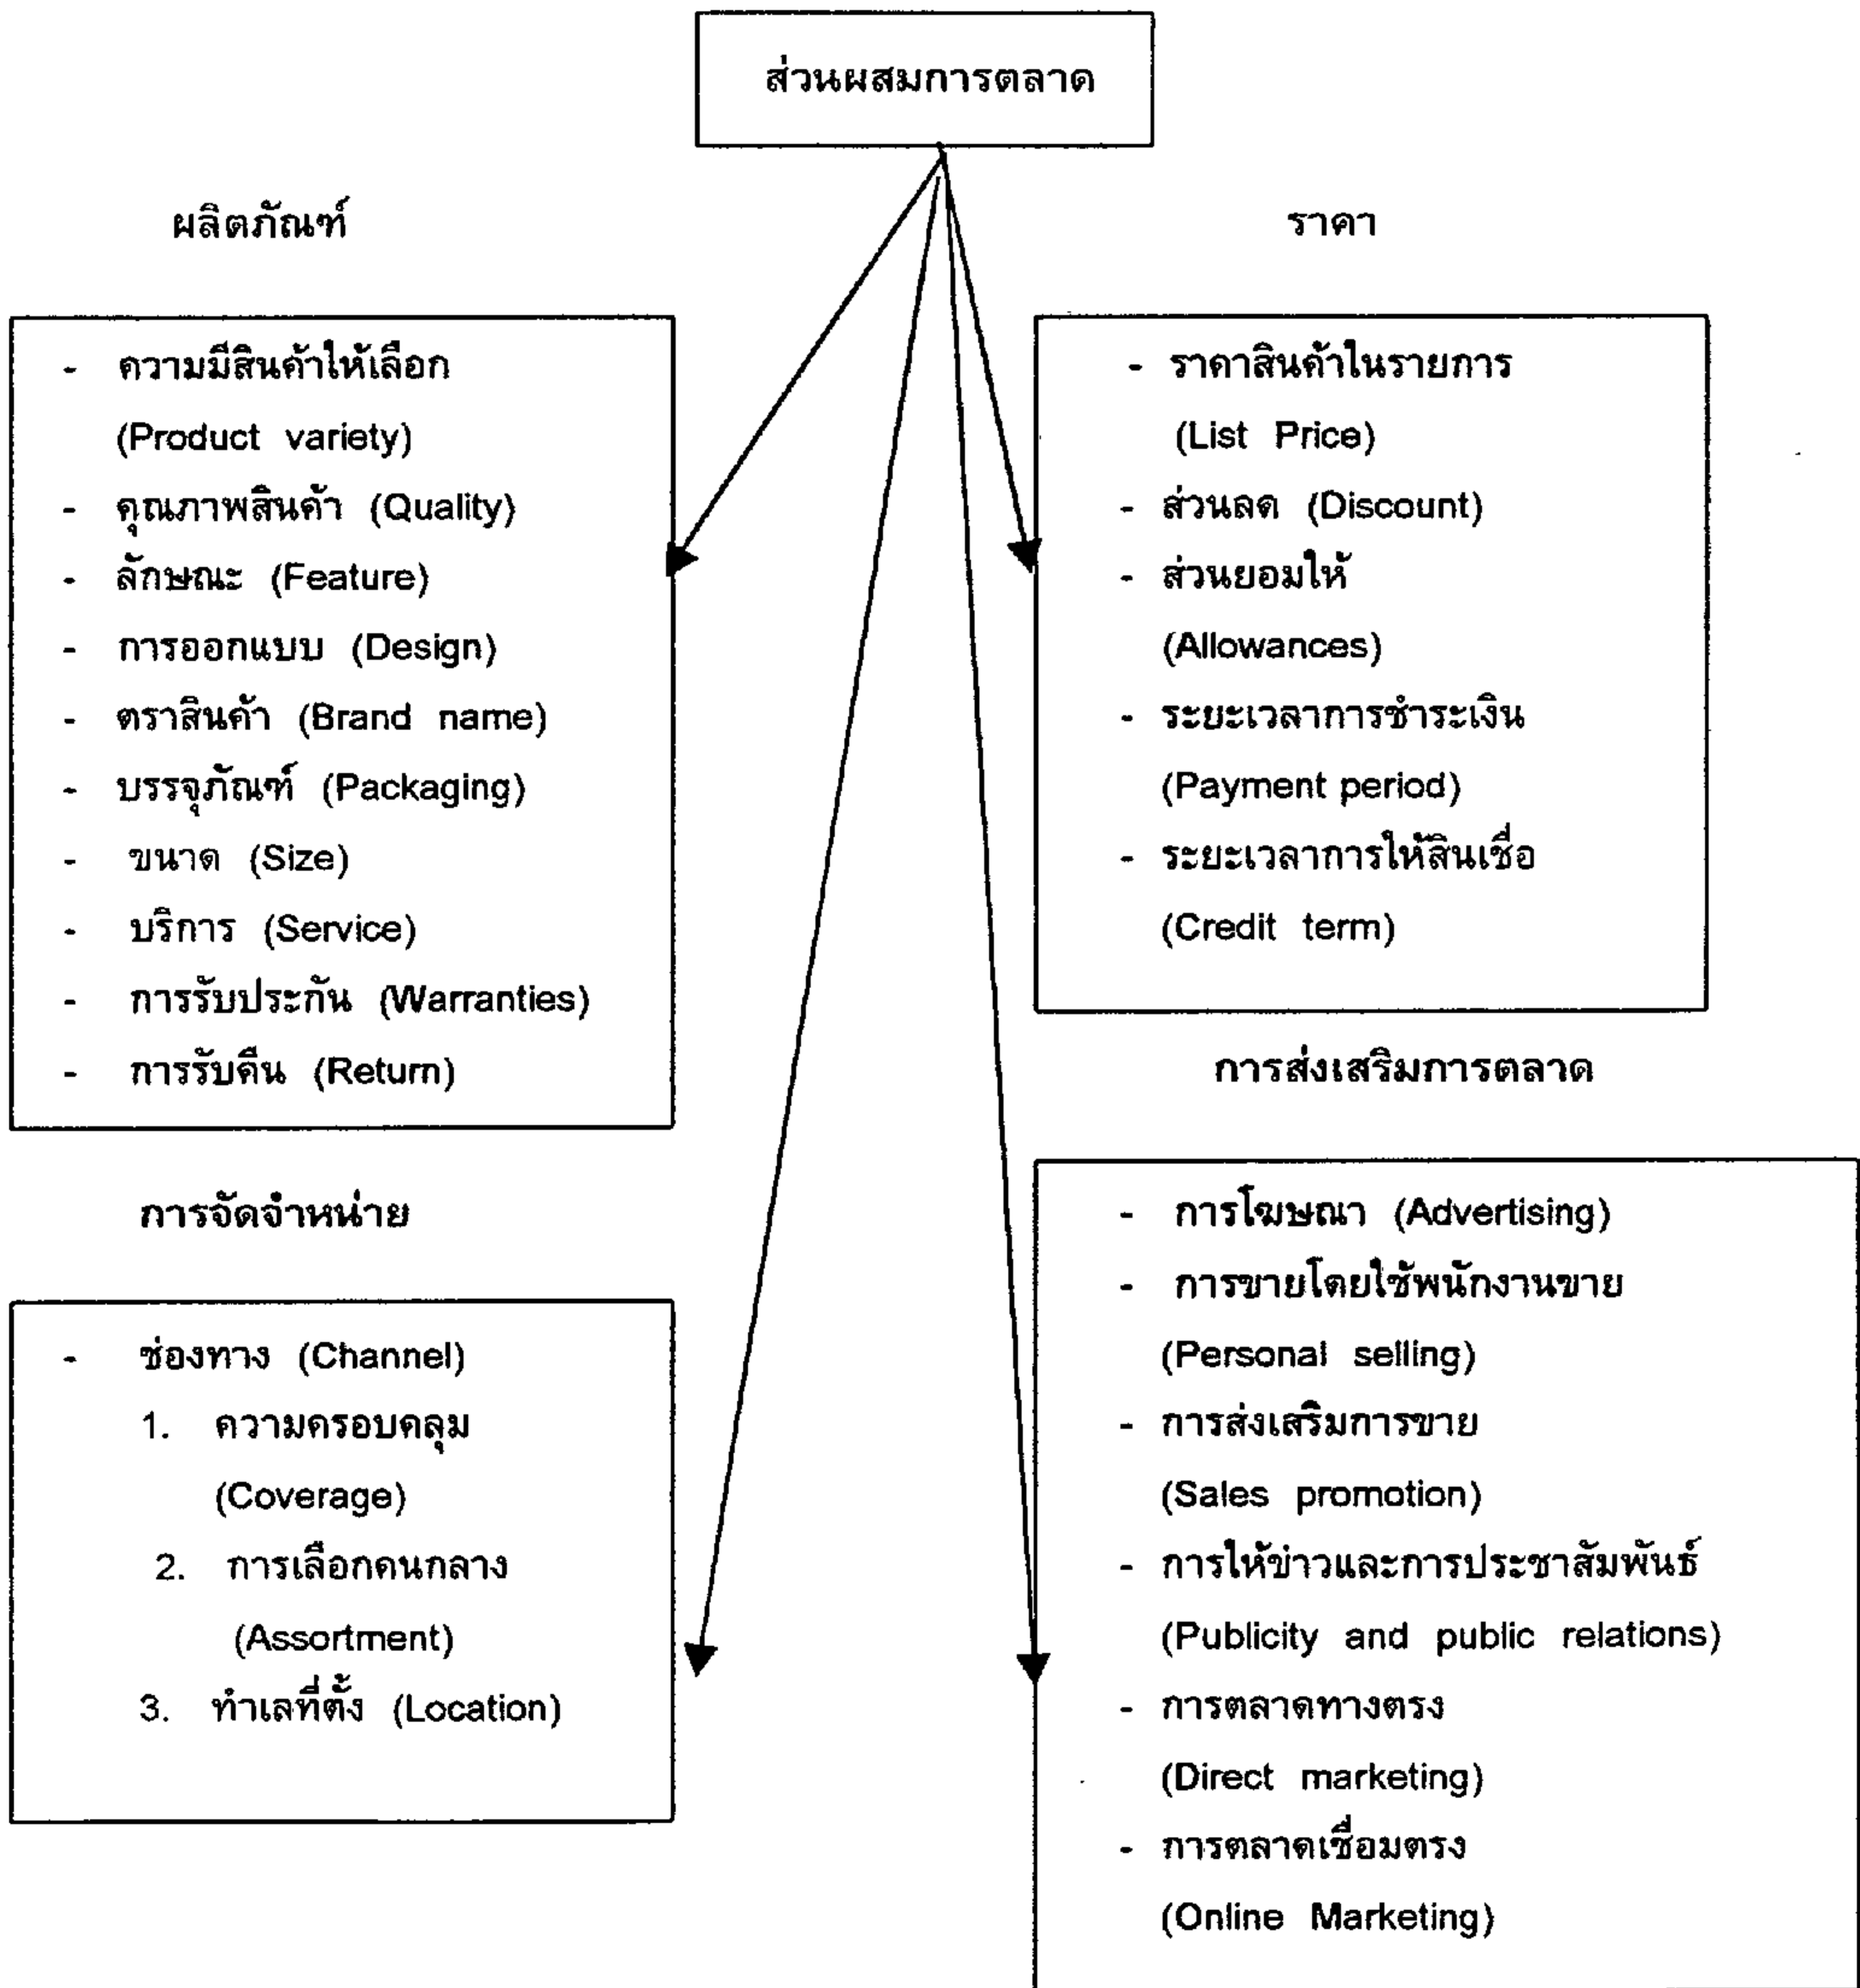 ส่วนผสมการตลาด
ผลิตภัณฑ์
- ความมีสินค้าให้เลือก
(Product variety)
- คุณภาพสินค้า (Quality)
- ลักษณะ (Feature)
- การออกแบบ (Design)
- ตราสินค้า (Brand name)
- บรรจุภัณฑ์ (Packaging)
- ขนาด (Size)
- บริการ (Service)
- การรับประกัน (Warranties)
- การรับคืน (Return)
ราคา
- ราคาสินค้าในรายการ
(List Price)
- ส่วนลด (Discount)
- ส่วนยอมให้
(Allowances)
- ระยะเวลาการชำระเงิน
(Payment period)
- ระยะเวลาการให้สินเชื่อ
(Credit term)
การจัดจำหน่าย
- ช่องทาง (Channel)
1. ความครอบคลุม
(Coverage)
2. การเลือกคนกลาง
(Assortment)
3. ทำเลที่ตั้ง (Location)
การส่งเสริมการตลาด
- การโฆษณา (Advertising)
- การขายโดยใช้พนักงานขาย
(Personal selling)
- การส่งเสริมการขาย
(Sales promotion)
- การให้ข่าวและการประชาสัมพันธ์
(Publicity and public relations)
- การตลาดทางตรง
(Direct marketing)
- การตลาดเชื่อมตรง
(Online Marketing)